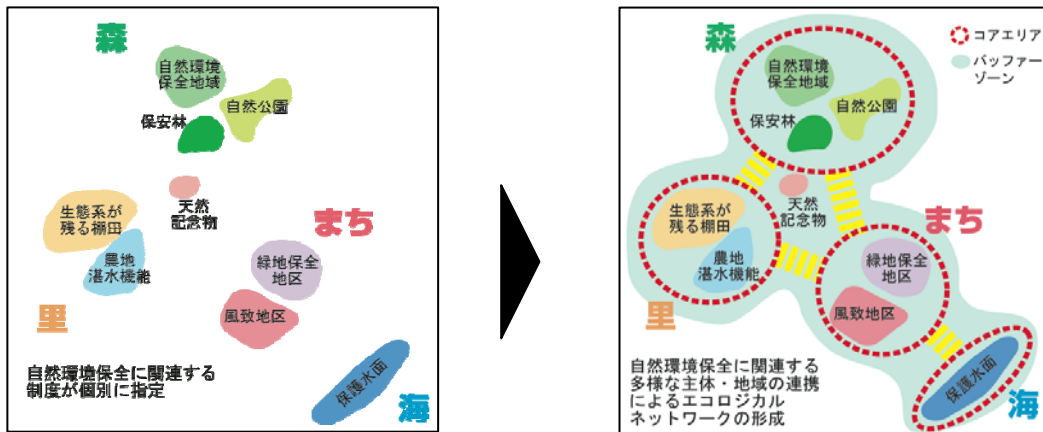 森
自然環境
保全地域
自然公園
保安林
天然
記念物
生態系が
残る棚田
農地
湛水機能
まち
緑地保全
地区
風致地区
里
自然環境保全に関連する
制度が個別に指定
保護水面
海
森
コアエリア
バッファー
ゾーン
自然環境
保全地域
自然公園
保安林
天然
記念物
生態系が
残る棚田
農地
湛水機能
まち
緑地保全
地区
風致地区
里
自然環境保全に関連する
多様な主体・地域の連携
によるエコロジカル
ネットワークの形成
保護水面
海